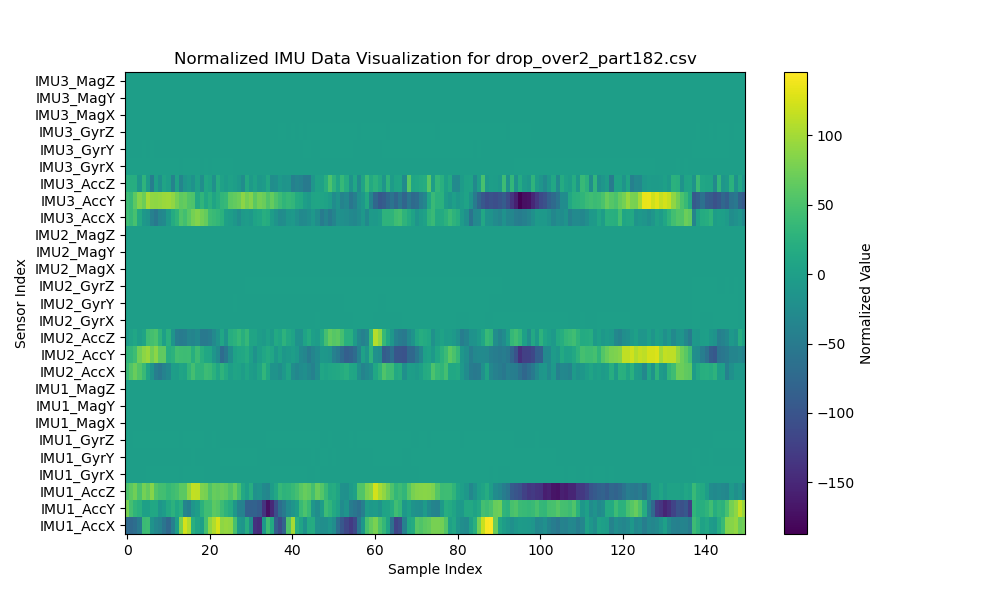 Normalized IMU Data Visualization for drop_over2_part182.csv
IMU3_MagZ
IMU3_MagY
IMU3_MagX
IMU3_GyrZ
IMU3_GyrY
IMU3_GyrX
IMU3_AccZ
IMU3_AccY
IMU3_AccX
IMU2_MagZ
IMU2_MagY
IMU2_MagX
IMU2_GyrZ
IMU2_GyrY
IMU2_GyrX
IMU2_AccZ
IMU2_AccY
IMU2_AccX
IMU1_MagZ
IMU1_MagY
IMU1_MagX
IMU1_GyrZ
IMU1_GyrY
IMU1_GyrX
IMU1_AccZ
IMU1_AccY
IMU1_AccX
Sensor Index
0 20 40 60 80 100 120 140
Sample Index
100
50
0
−50
−100
−150
Normalized Value